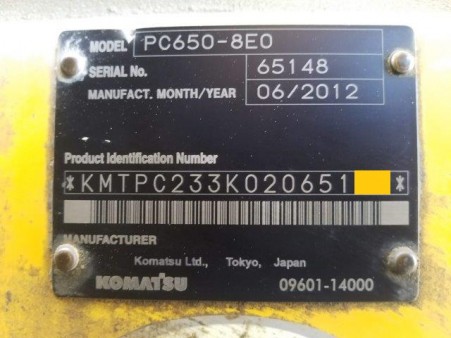 MODEL PC650-8E0
SERIAL No. 65148
MANUFACT. MONTH/YEAR 06/2012
Product Identification Number
*KMTPC233K020651 *
MANUFACTURER
Komatsu Ltd., Tokyo, Japan
KOMATSU 09601-14000